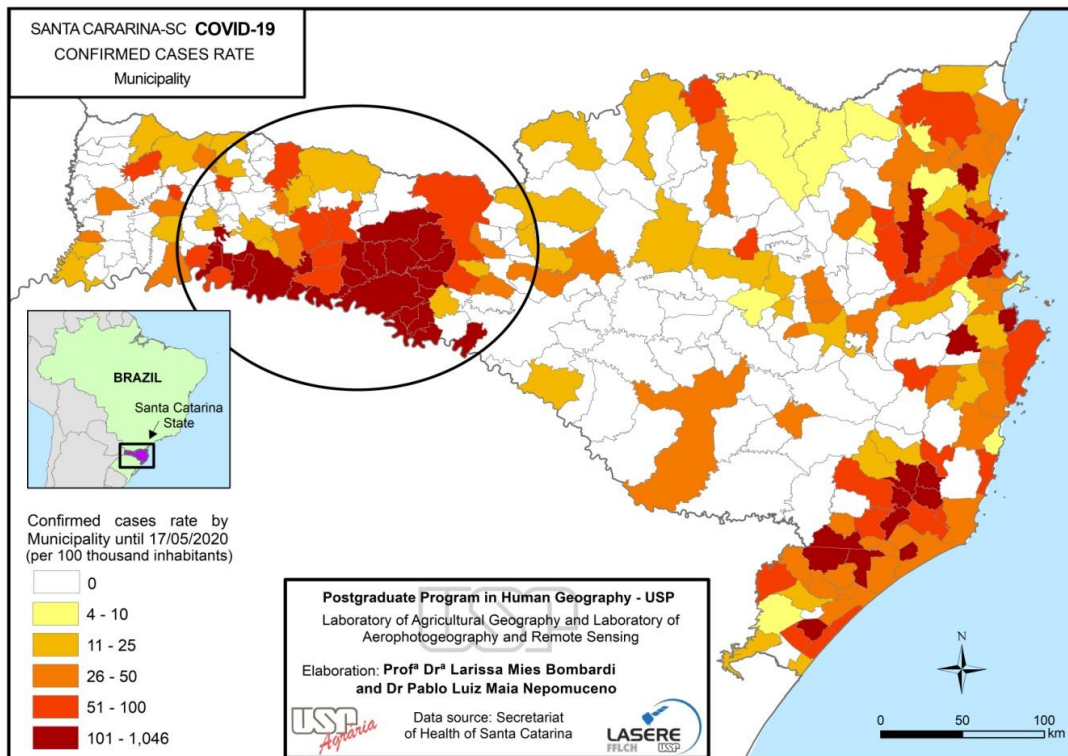 SANTA CARARINA-SC COVID-19
CONFIRMED CASES RATE
Municipality
BRAZIL
Santa Catarina
State
Confirmed cases rate by
Municipality until 17/05/2020
(per 100 thousand inhabitants)
0
4 - 10
11 - 25
26 - 50
51 - 100
101 - 1,046
USP
Postgraduate Program in Human Geography - USP
Laboratory of Agricultural Geography and Laboratory of
Aerophotogeography and Remote Sensing
Elaboration: Profª Drª Larissa Mies Bombardi
and Dr Pablo Luiz Maia Nepomuceno
Data source: Secretariat
of Health of Santa Catarina
USP
Agrária
LASERE
FFLCH USP
N
0 50 100
km